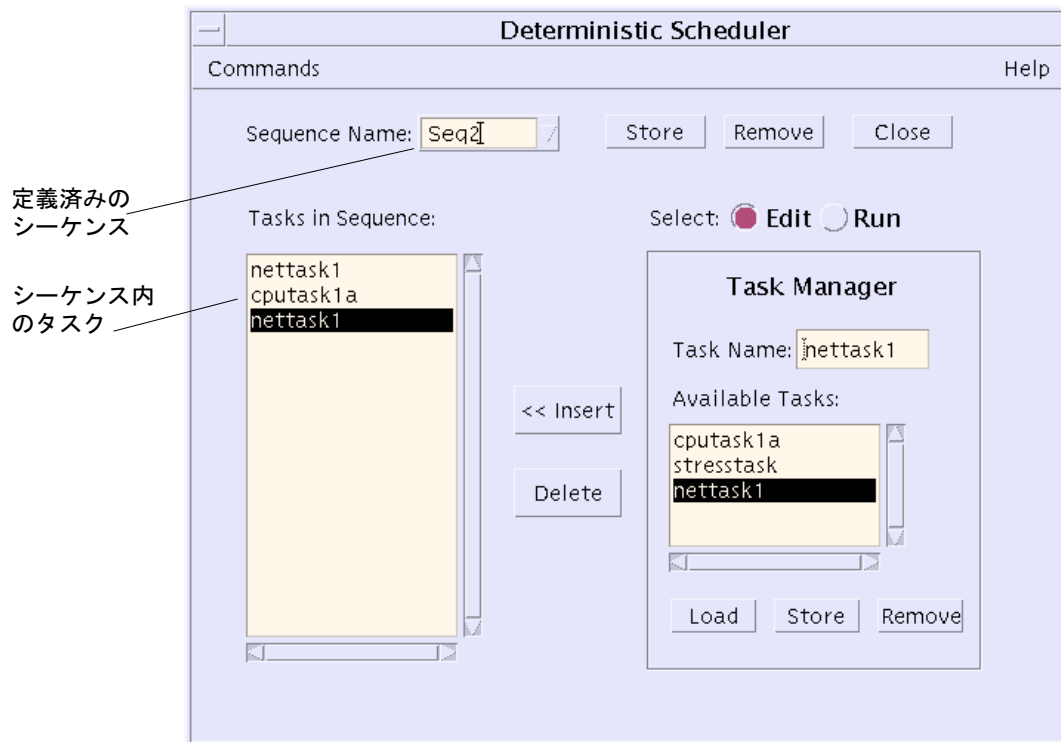 Deterministic Scheduler
Commands Help
Sequence Name: Seq2 Store Remove Close
定義済みの
シーケンス
Tasks in Sequence:
Select: Edit Run
シーケンス内
のタスク
nettask1
cputask1a
nettask1
<< Insert
Delete
Task Manager
Task Name: nettask1
Available Tasks:
cputask1a
stresstask
nettask1
Load Store Remove